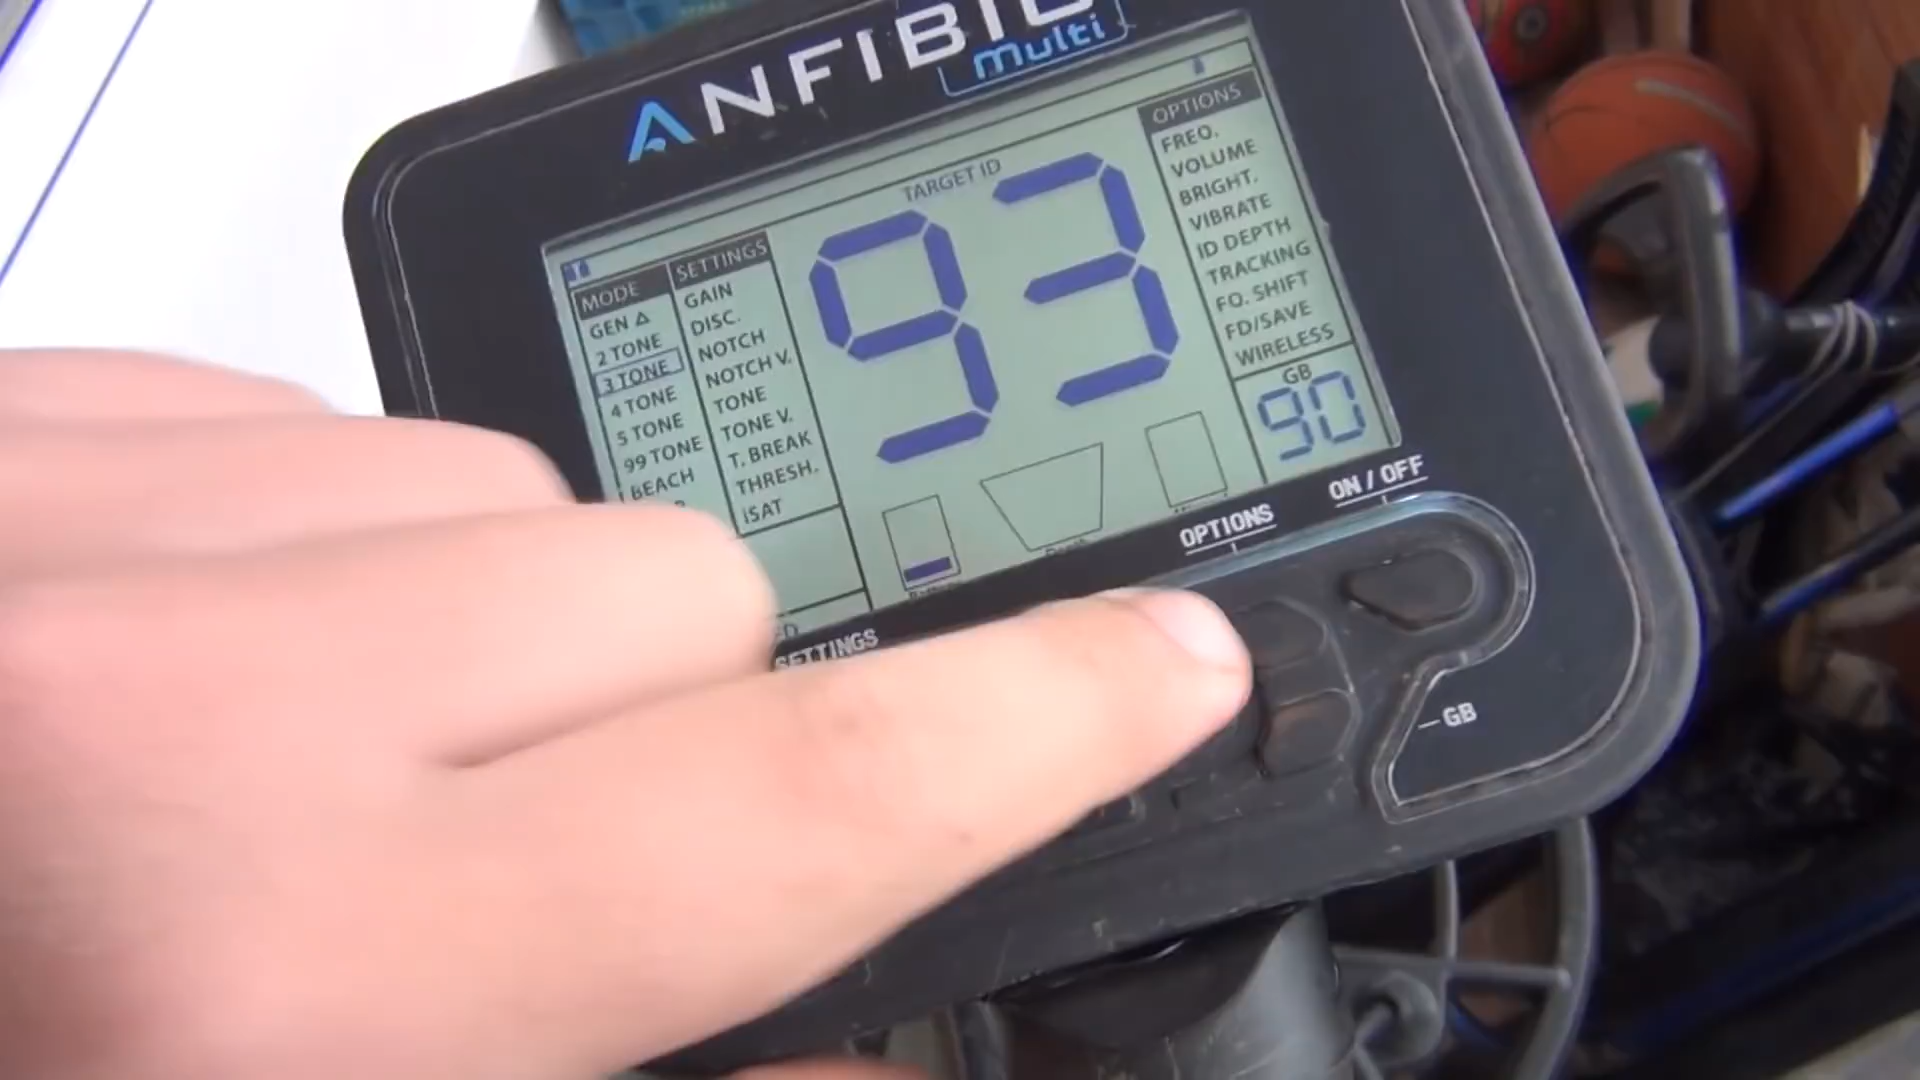 ANFIBIO
multi
TARGET ID
93
MODE
GEN
2 TONE
3 TONE
4 TONE
5 TONE
99 TONE
BEACH
SETTINGS
GAIN
DISC.
NOTCH
NOTCH V.
TONE
TONE V.
T. BREAK
THRESH.
iSAT
OPTIONS
FREQ.
VOLUME
BRIGHT.
VIBRATE
ID DEPTH
TRACKING
FQ. SHIFT
FD/SAVE
WIRELESS
GB
90
SETTINGS
OPTIONS
ON / OFF
GB